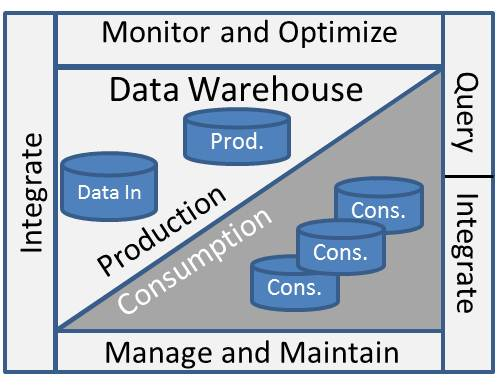 Monitor and Optimize
Integrate
Data Warehouse
Query
Prod.
Data In
Production
Consumption
Cons.
Cons.
Cons.
Integrate
Manage and Maintain